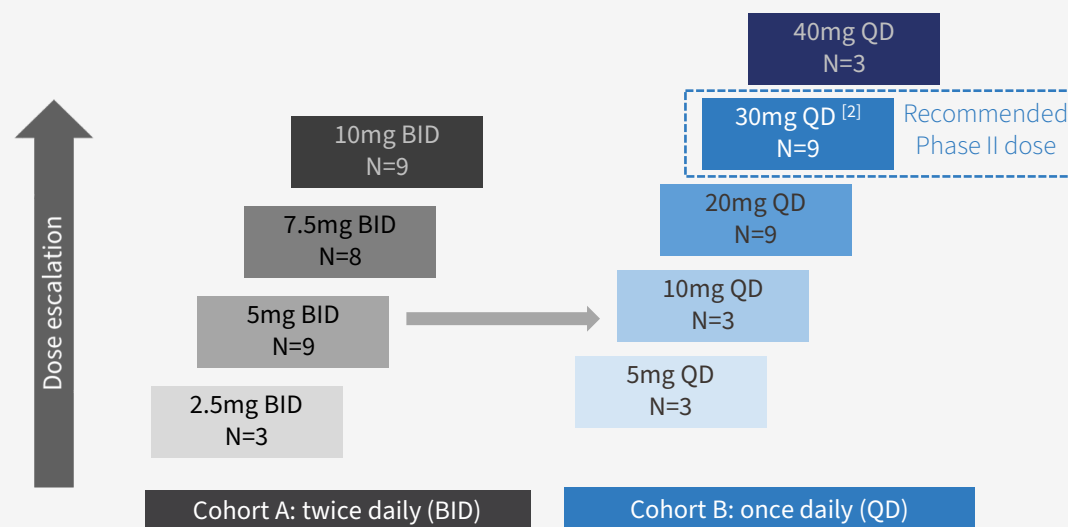 Dose escalation
10mg BID
N=9
7.5mg BID
N=8
5mg BID
N=9
2.5mg BID
N=3
Cohort A: twice daily (BID)
40mg QD
N=3
30mg QD [2]
N=9
Recommended
Phase II dose
20mg QD
N=9
10mg QD
N=3
5mg QD
N=3
Cohort B: once daily (QD)